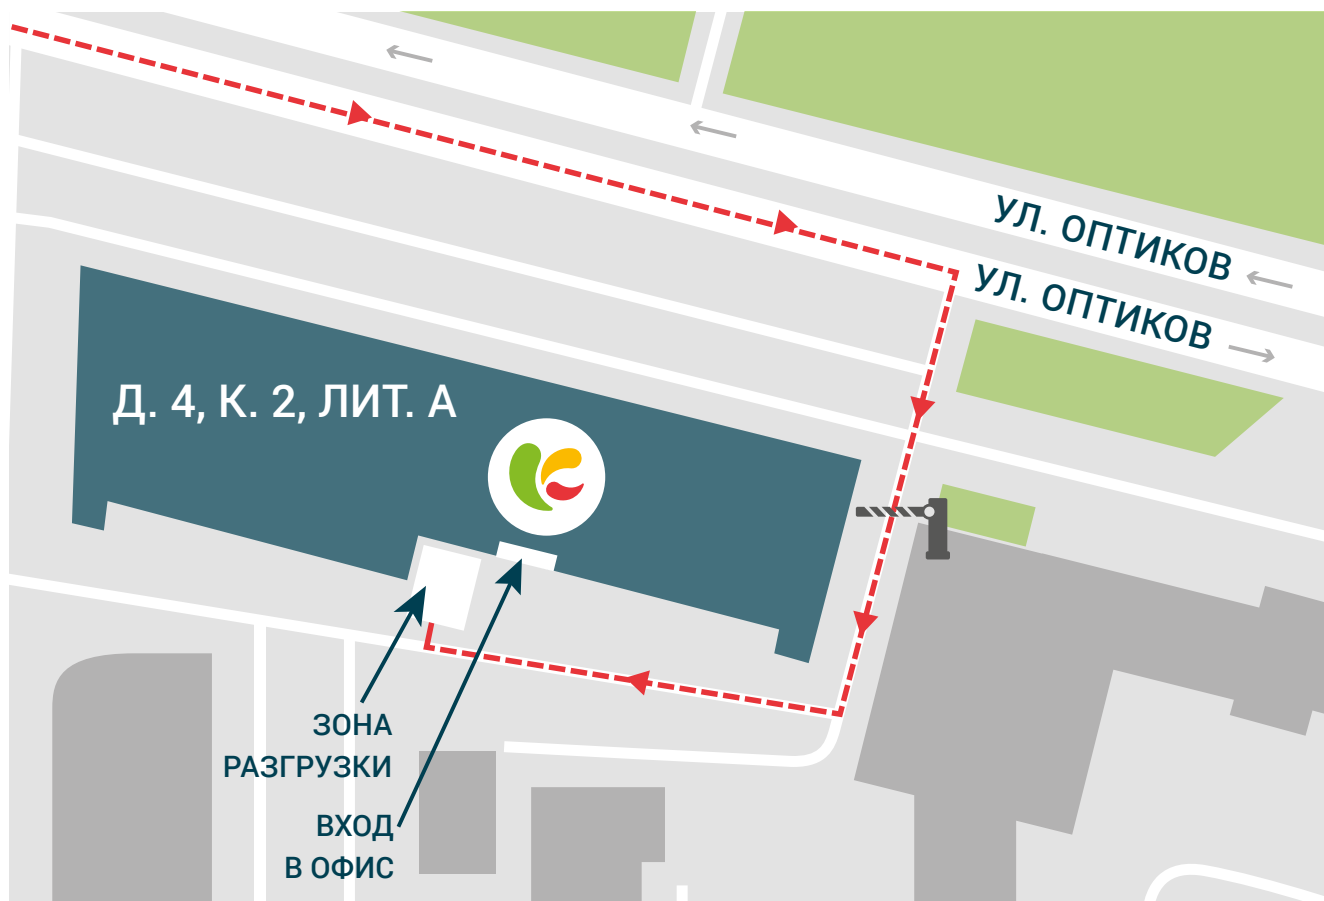 УЛ. ОПТИКОВ
УЛ. ОПТИКОВ
Д. 4, К. 2, ЛИТ. А
ЗОНА
РАЗГРУЗКИ
ВХОД
В ОФИС